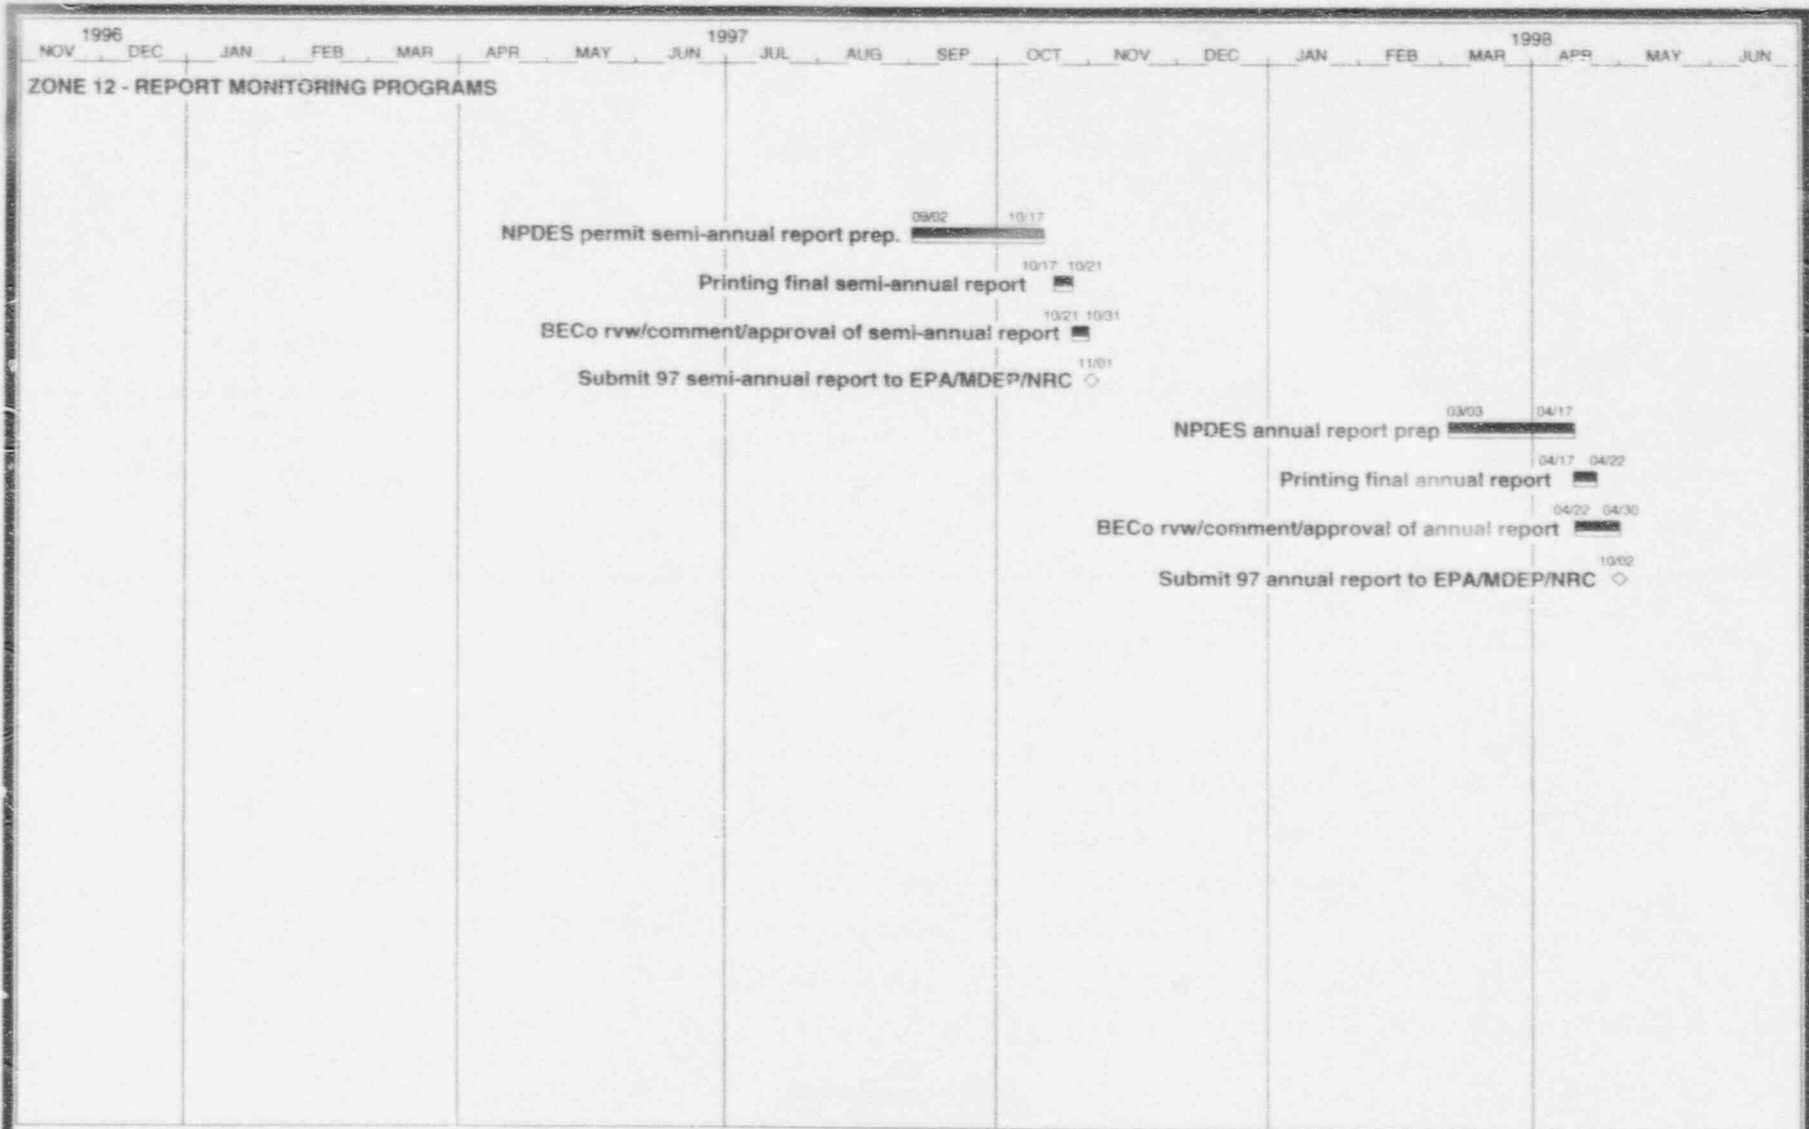 1996 1997 1998
NOV DEC JAN FEB MAR APR MAY JUN JUL AUG SEP OCT NOV DEC JAN FEB MAR APR MAY JUN
ZONE 12 - REPORT MONITORING PROGRAMS
09/02 10/17
NPDES permit semi-annual report prep.
10/17 10/21
Printing final semi-annual report
10/21 10/31
BECo rvw/comment/approval of semi-annual report
11/01
Submit 97 semi-annual report to EPA/MDEP/NRC
03/03 04/17
NPDES annual report prep
04/17 04/22
Printing final annual report
04/22 04/30
BECo rvw/comment/approval of annual report
10/02
Submit 97 annual report to EPA/MDEP/NRC